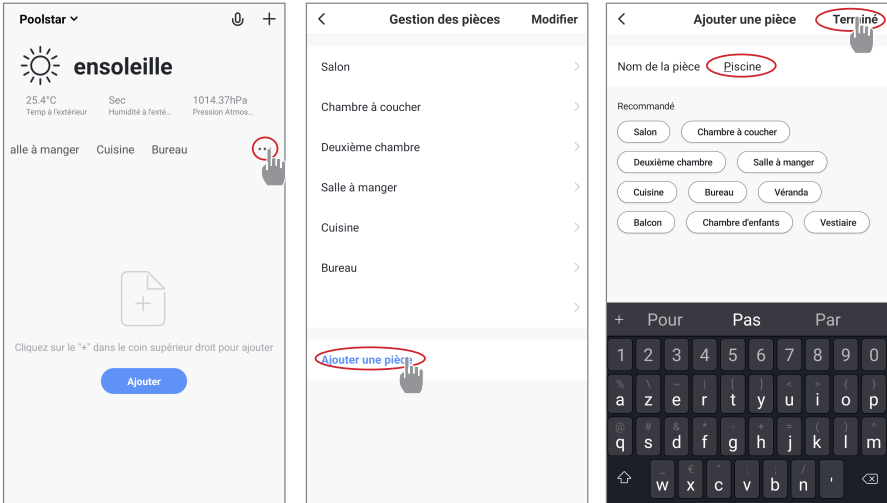 Poolstar
ensoleille
25.4°C Sec 1014.37hPa
Temp à l'extérieur Humidité à l'exté... Pression Atmos...
alle à manger Cuisine Bureau ...
Cliquez sur le "+" dans le coin supérieur droit pour ajouter
Ajouter
Gestion des pièces Modifier
Salon
Chambre à coucher
Deuxième chambre
Salle à manger
Cuisine
Bureau
Ajouter une pièce
Ajouter une pièce Terminé
Nom de la pièce Piscine
Recommandé
Salon Chambre à coucher
Deuxième chambre Salle à manger
Cuisine Bureau Véranda
Balcon Chambre d'enfants Vestiaire
+ Pour Pas Par
1 2 3 4 5 6 7 8 9 0
% \ ~ | [ ] < > { }
a z e r t y u i o p
@ # & * - + = ( ) ^
q s d f g h j k l m
_ € " : ; /
w x c v b n '